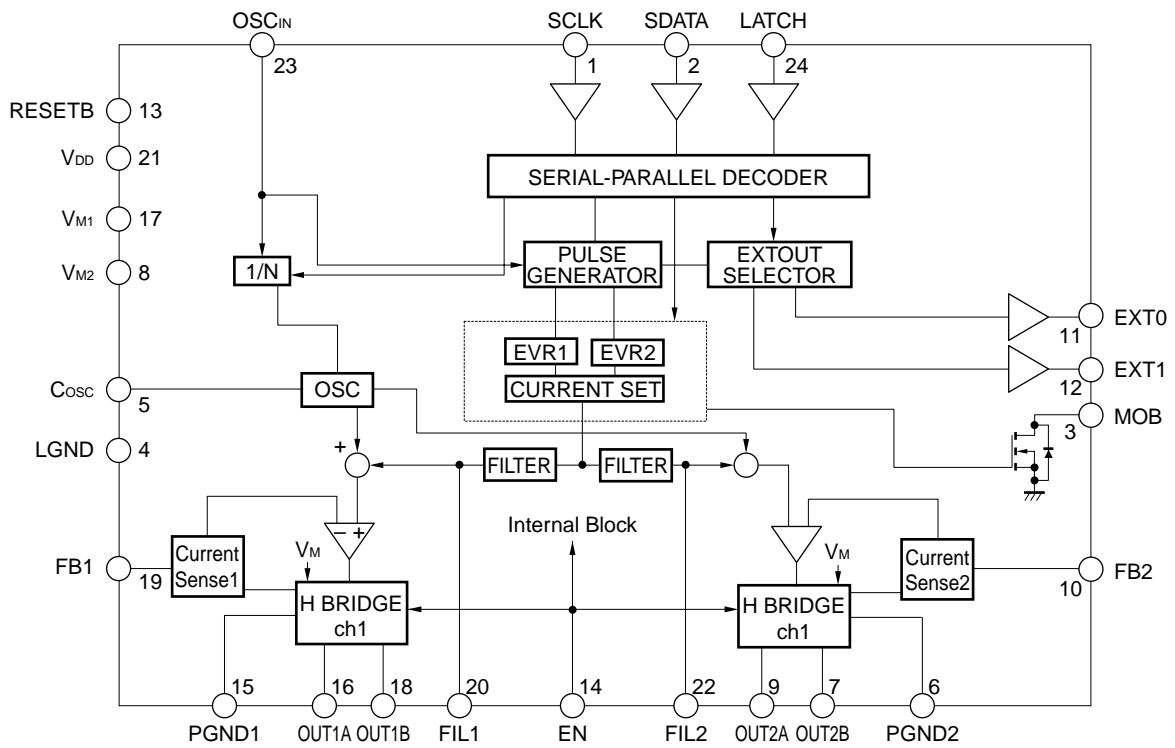 OSCIN
SCLK
SDATA
LATCH
23
1
2
24
RESETB
13
VDD
21
VM1
17
VM2
8
COSC
5
LGND
4
SERIAL-PARALLEL DECODER
1/N
PULSE
GENERATOR
EXTOUT
SELECTOR
EVR1
EVR2
CURRENT SET
OSC
EXT0
11
EXT1
12
MOB
3
+
FILTER
FILTER
Internal Block
− +
FB1
19
Current
Sense1
VM
H BRIDGE
ch1
VM
H BRIDGE
ch1
Current
Sense2
FB2
10
15
16
18
20
14
22
9
7
6
PGND1
OUT1A
OUT1B
FIL1
EN
FIL2
OUT2A
OUT2B
PGND2